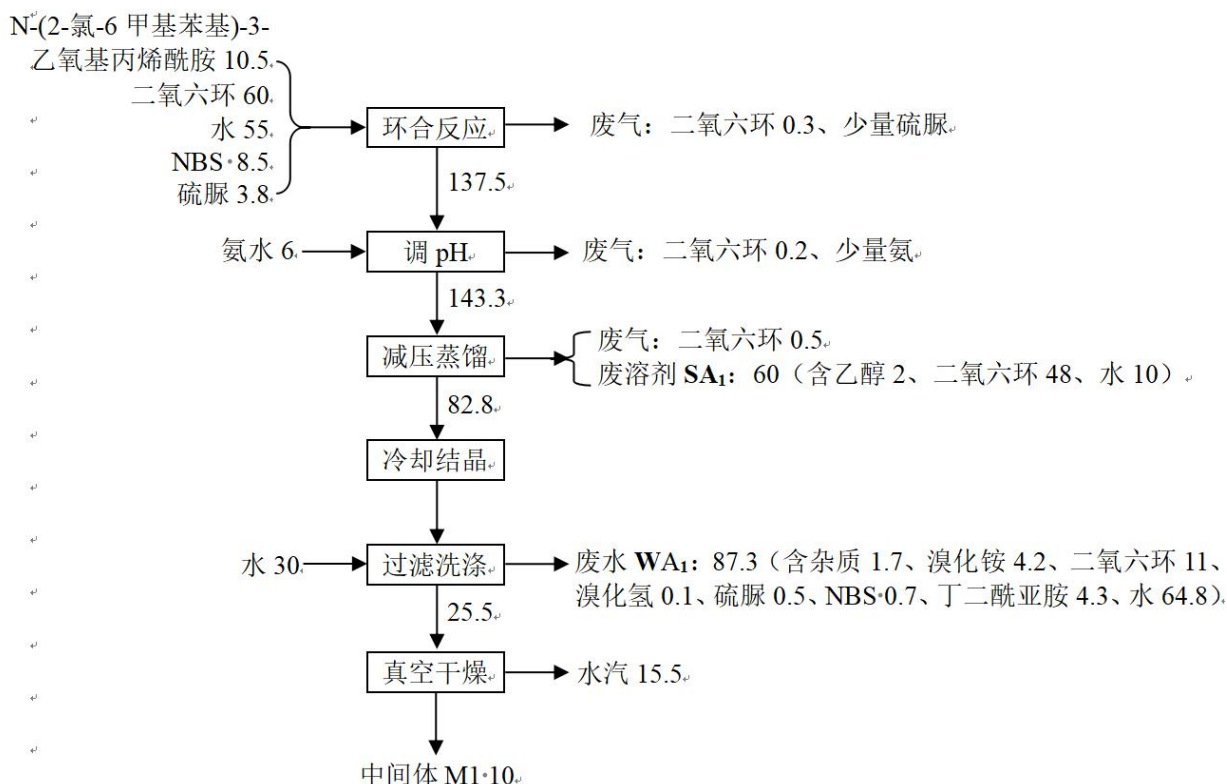 N-(2-氯-6 甲基苯基)-3-
乙氧基丙烯酰胺 10.5
二氧六环 60
水 55
NBS 8.5
硫脲 3.8
环合反应
废气：二氧六环 0.3、少量硫脲
137.5
氨水 6
调 pH
废气：二氧六环 0.2、少量氨
143.3
减压蒸馏
废气：二氧六环 0.5
废溶剂 SA₁：60（含乙醇 2、二氧六环 48、水 10）
82.8
冷却结晶
水 30
过滤洗涤
废水 WA₁：87.3（含杂质 1.7、溴化铵 4.2、二氧六环 11、
溴化氢 0.1、硫脲 0.5、NBS 0.7、丁二酰亚胺 4.3、水 64.8）
25.5
真空干燥
水汽 15.5
中间体 M1 10